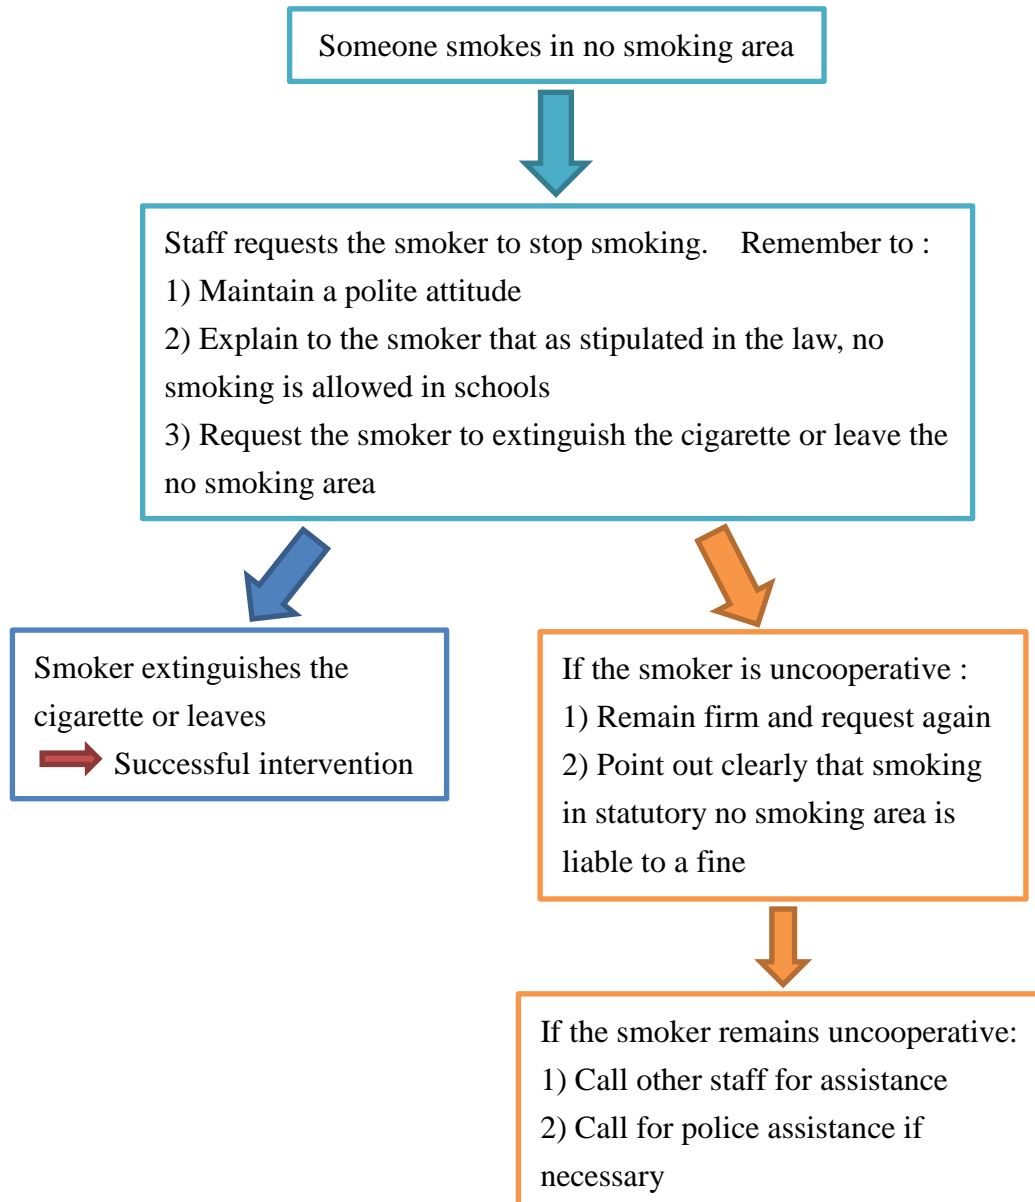 Someone smokes in no smoking area
Staff requests the smoker to stop smoking.    Remember to :
1) Maintain a polite attitude
2) Explain to the smoker that as stipulated in the law, no
smoking is allowed in schools
3) Request the smoker to extinguish the cigarette or leave the
no smoking area
Smoker extinguishes the
cigarette or leaves
Successful intervention
If the smoker is uncooperative :
1) Remain firm and request again
2) Point out clearly that smoking
in statutory no smoking area is
liable to a fine
If the smoker remains uncooperative:
1) Call other staff for assistance
2) Call for police assistance if
necessary